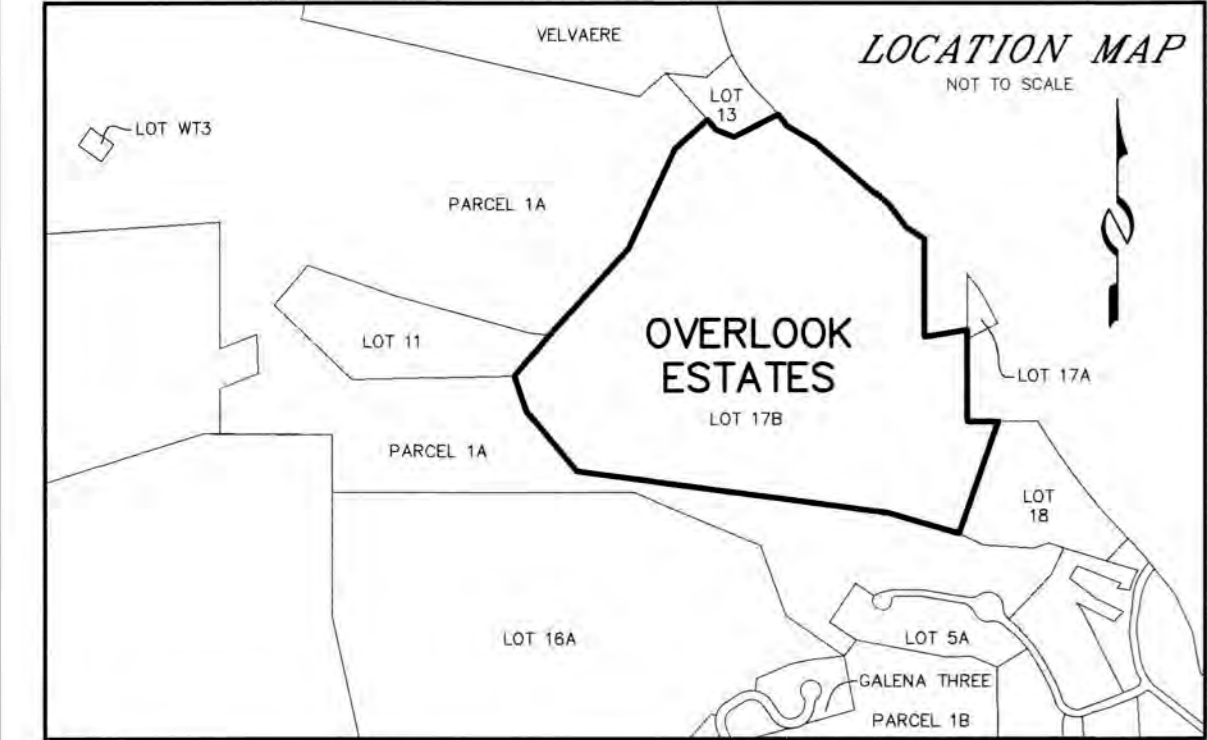 VELVAERE
LOCATION MAP
NOT TO SCALE
LOT
13
LOT WT3
PARCEL 1A
OVERLOOK
ESTATES
LOT 11
LOT 17A
LOT 17B
PARCEL 1A
LOT
18
LOT 16A
LOT 5A
GALENA THREE
PARCEL 1B